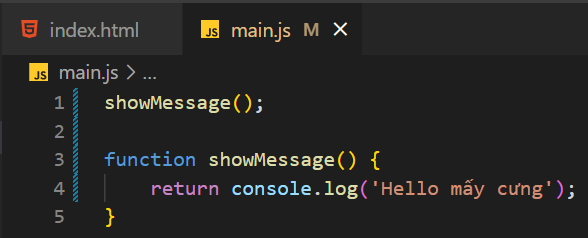 index.html
JS main.js M
JS main.js > ...
1 showMessage();
2
3 function showMessage() {
4 return console.log('Hello mấy cưng');
5 }